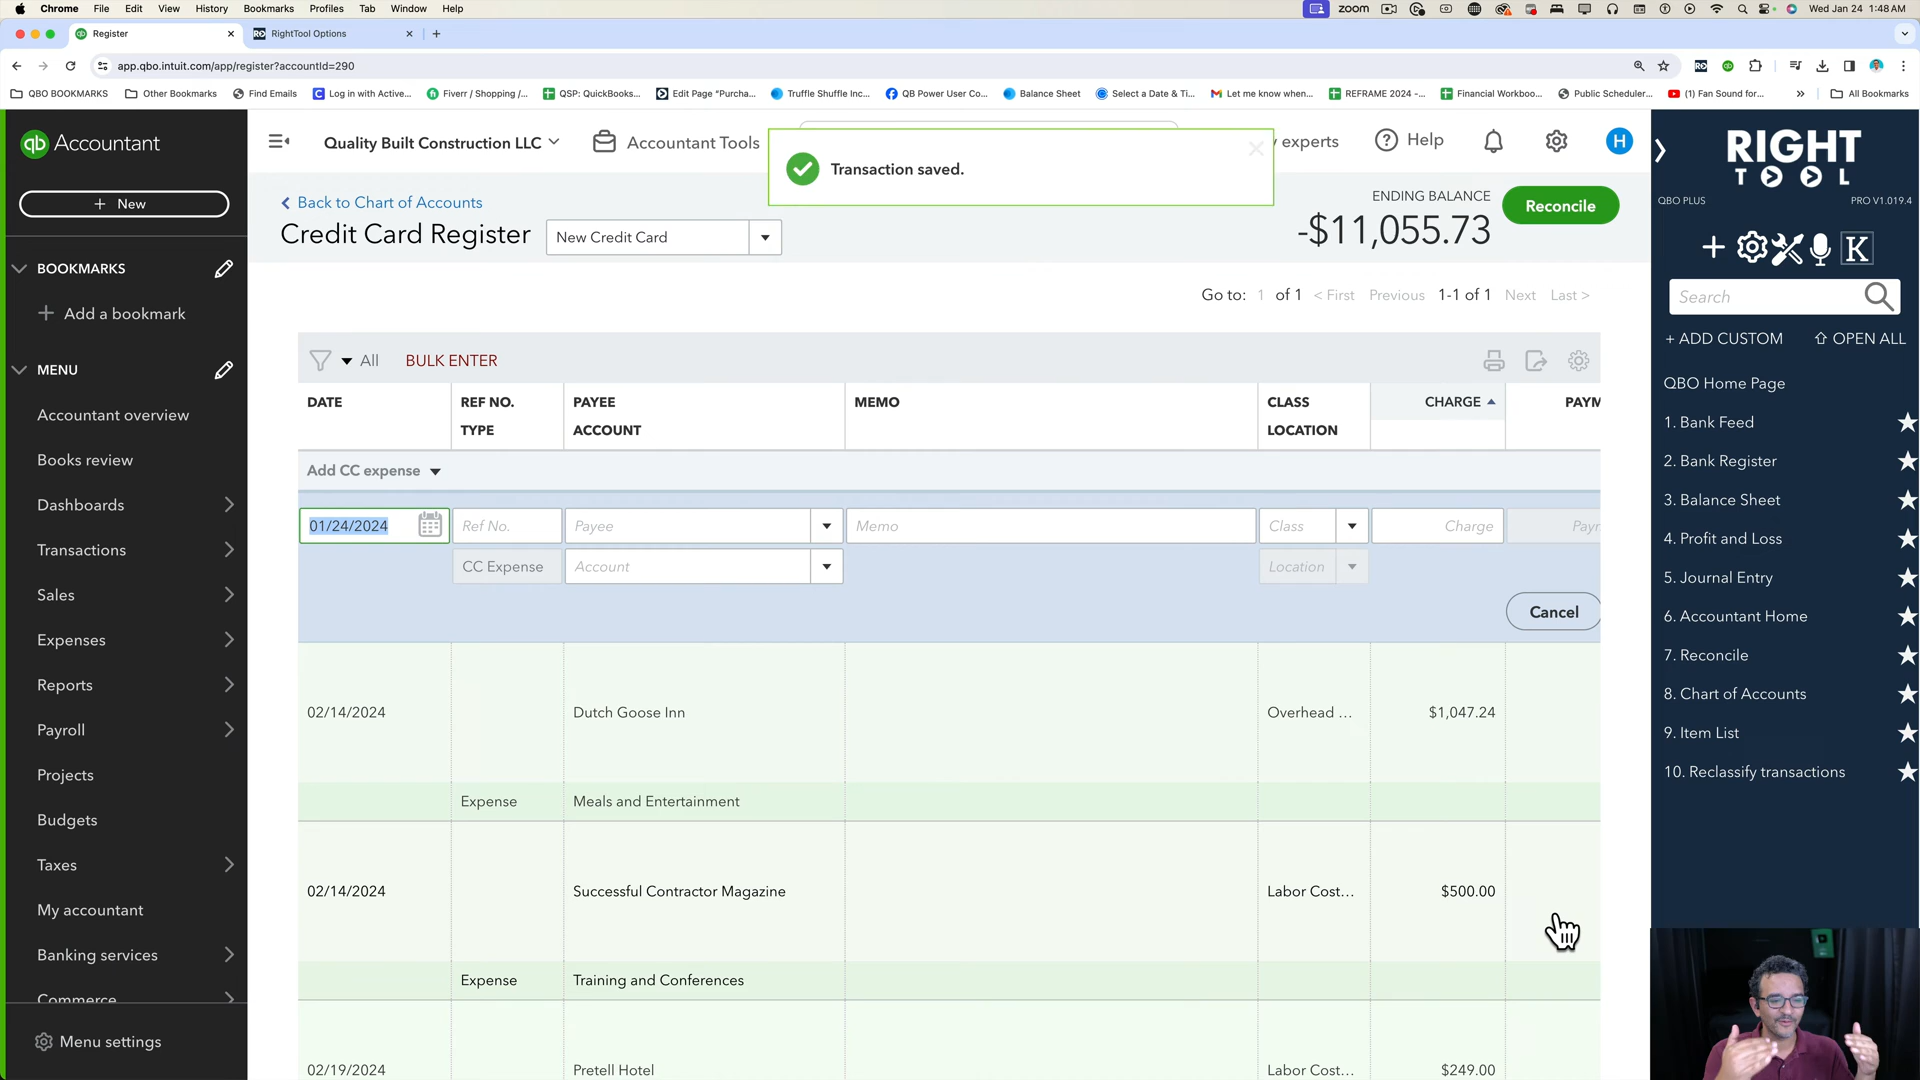 Chrome File Edit View History Bookmarks Profiles Tab Window Help
zoom Wed Jan 24 1:48 AM
Register RightTool Options
app.qbo.intuit.com/app/register?accountId=290
QBO BOOKMARKS Other Bookmarks Find Emails Log in with Active... Fiverr / Shopping /... QSP: QuickBooks... Edit Page "Purcha... Truffle Shuffle Inc... QB Power User Co... Balance Sheet Select a Date & Ti... Let me know when... REFRAME 2024 -... Financial Workboo... Public Scheduler... (1) Fan Sound for... All Bookmarks
qb Accountant
+ New
BOOKMARKS
Add a bookmark
MENU
Accountant overview
Books review
Dashboards
Transactions
Sales
Expenses
Reports
Payroll
Projects
Budgets
Taxes
My accountant
Banking services
Commerce
Menu settings
Quality Built Construction LLC Accountant Tools experts Help H
Transaction saved.
Back to Chart of Accounts
Credit Card Register New Credit Card
ENDING BALANCE
-$11,055.73
Reconcile
Go to: 1 of 1 < First Previous 1-1 of 1 Next Last >
All BULK ENTER
DATE REF NO. PAYEE MEMO CLASS CHARGE PAYM
TYPE ACCOUNT LOCATION
Add CC expense
01/24/2024 Ref No. Payee Memo Class Charge Payr
CC Expense Account Location
Cancel
02/14/2024 Dutch Goose Inn Overhead ... $1,047.24
Expense Meals and Entertainment
02/14/2024 Successful Contractor Magazine Labor Cost... $500.00
Expense Training and Conferences
02/19/2024 Pretell Hotel Labor Cost... $249.00
RIGHT
TOOL
QBO PLUS PRO V1.019.4
K
Search
+ ADD CUSTOM OPEN ALL
QBO Home Page
1. Bank Feed
2. Bank Register
3. Balance Sheet
4. Profit and Loss
5. Journal Entry
6. Accountant Home
7. Reconcile
8. Chart of Accounts
9. Item List
10. Reclassify transactions